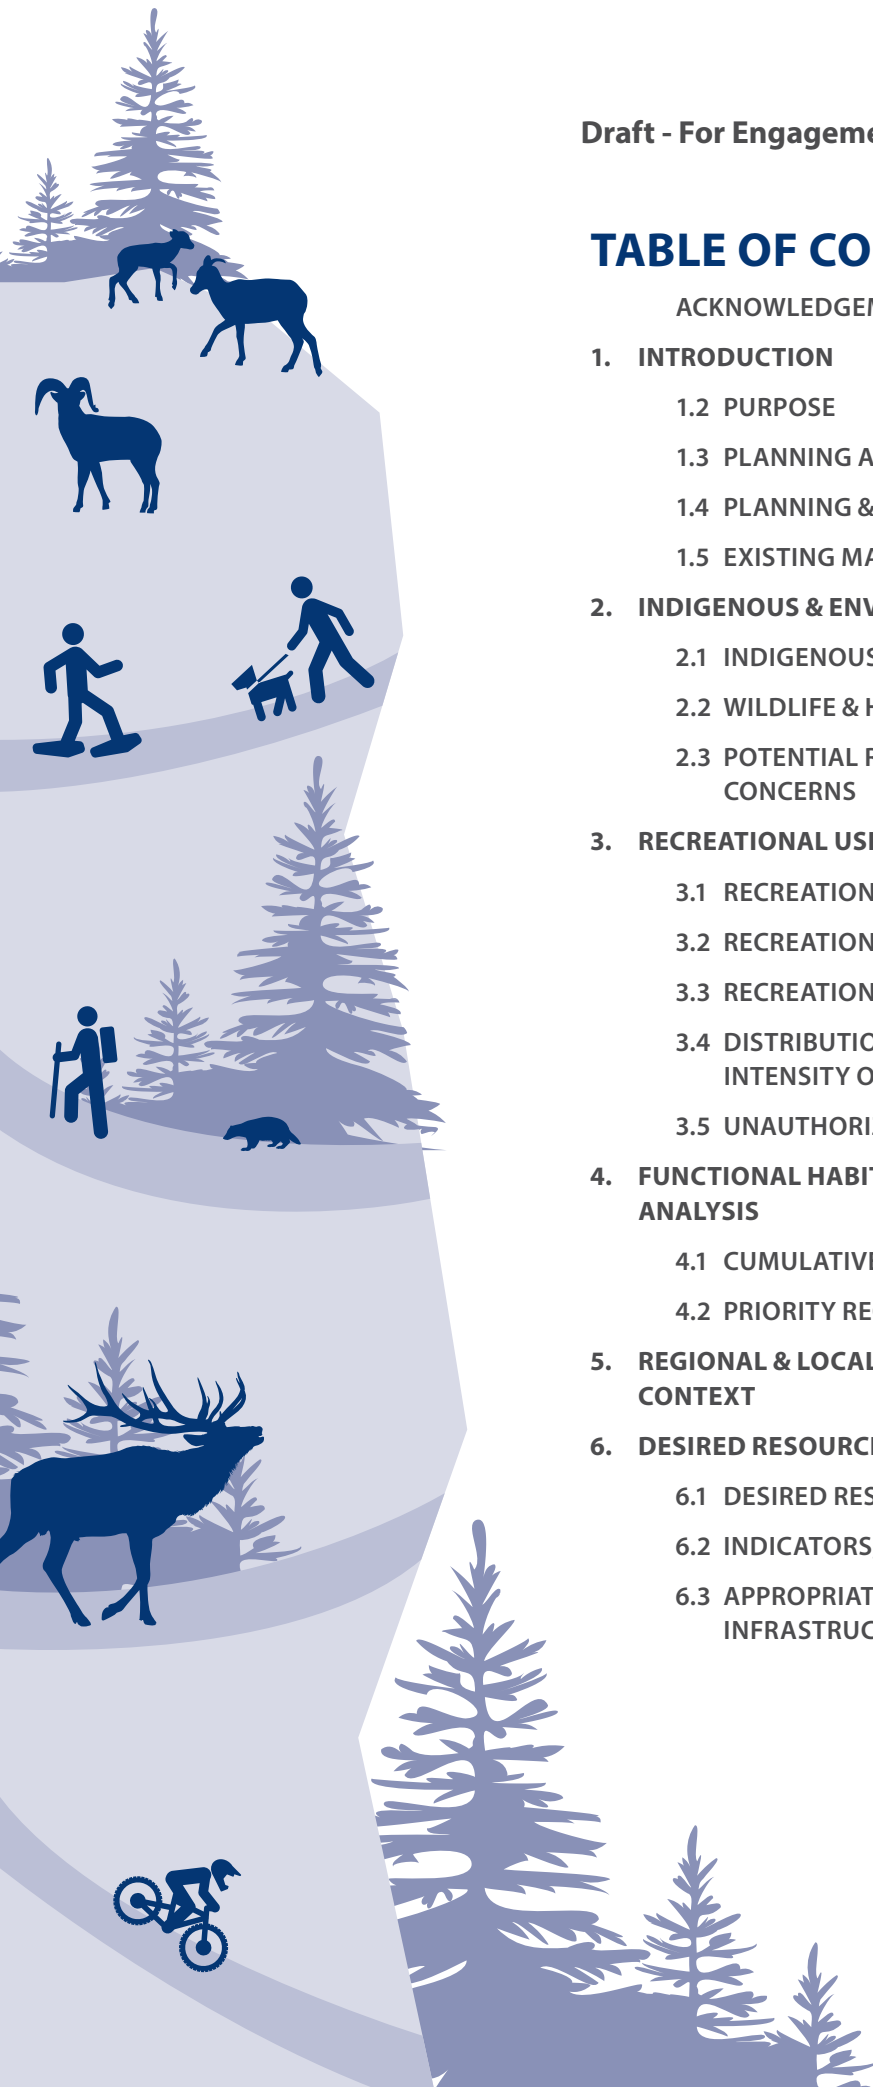 Draft - For Engageme
TABLE OF CO
ACKNOWLEDGEM
1. INTRODUCTION
1.2 PURPOSE
1.3 PLANNING A
1.4 PLANNING &
1.5 EXISTING MA
2. INDIGENOUS & ENV
2.1 INDIGENOUS
2.2 WILDLIFE & H
2.3 POTENTIAL R
CONCERNS
3. RECREATIONAL USE
3.1 RECREATION
3.2 RECREATION
3.3 RECREATION
3.4 DISTRIBUTIO
INTENSITY O
3.5 UNAUTHORI
4. FUNCTIONAL HABIT
ANALYSIS
4.1 CUMULATIVE
4.2 PRIORITY RE
5. REGIONAL & LOCAL
CONTEXT
6. DESIRED RESOURC
6.1 DESIRED RES
6.2 INDICATORS,
6.3 APPROPRIAT
INFRASTRUC